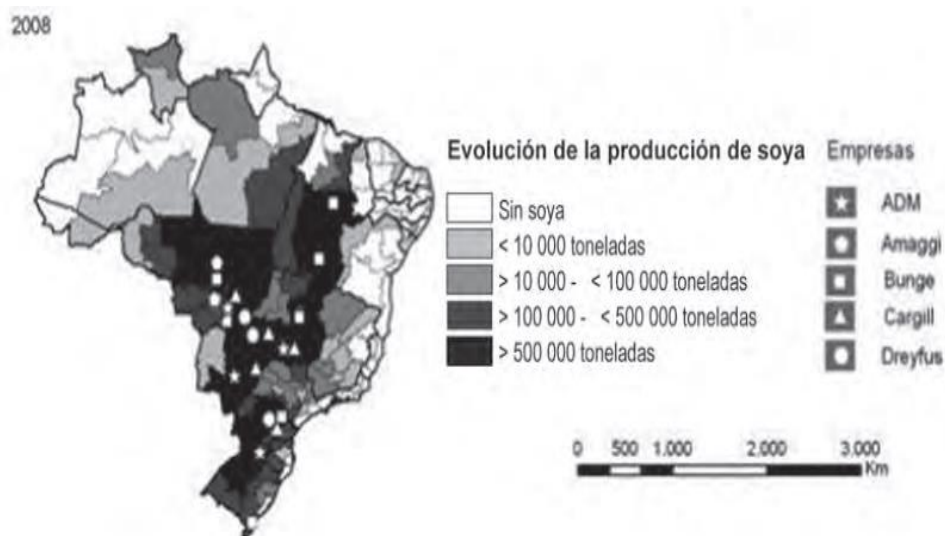 2008
Evolución de la producción de soya
Sin soya
< 10 000 toneladas
> 10 000 - < 100 000 toneladas
> 100 000 - < 500 000 toneladas
> 500 000 toneladas
Empresas
ADM
Amaggi
Bunge
Cargill
Dreyfus
0 500 1.000 2.000 3.000
Km